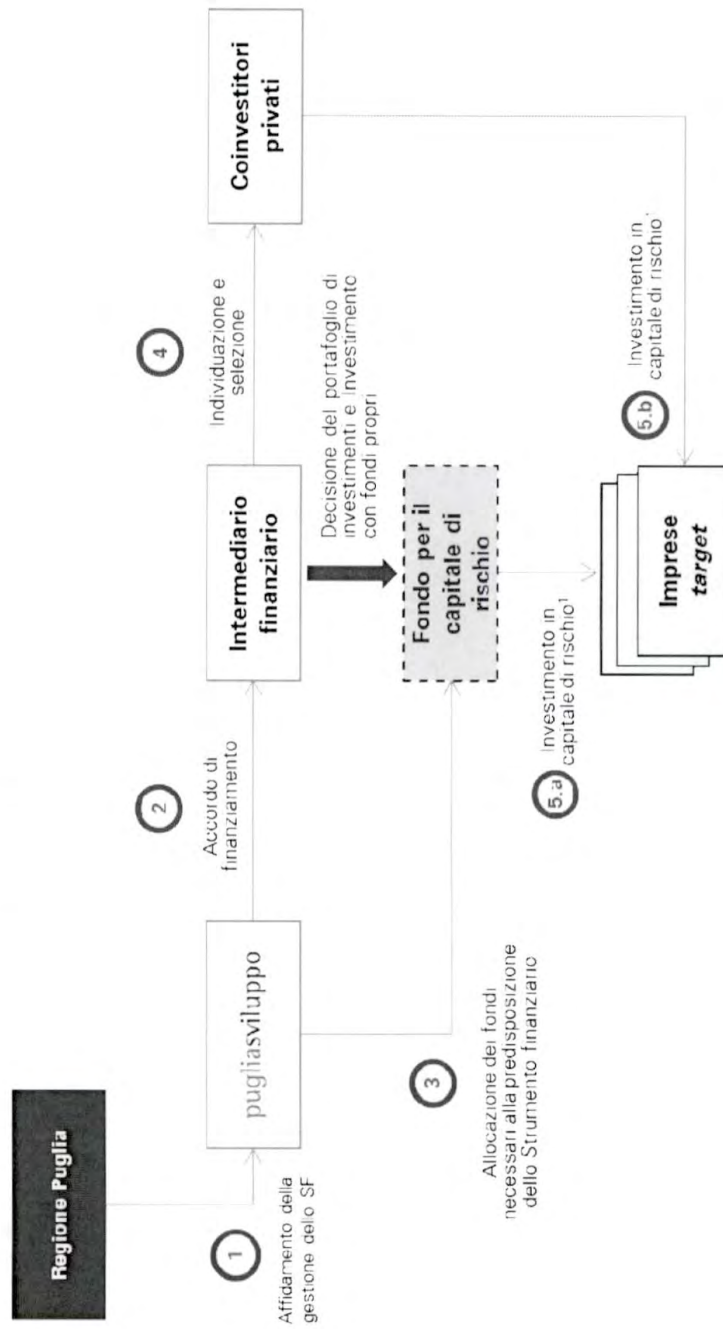 Regione Puglia
1
Affidamento della
gestione dello SF
pugliasviluppo
2
Accordo di
finanziamento
3
Allocazione dei fondi
necessari alla predisposizione
dello Strumento finanziario
Intermediario
finanziario
4
Individuazione e
selezione
Coinvestitori
privati
Decisione del portafoglio di
investimenti e Investimento
con fondi propri
Fondo per il
capitale di
rischio
5.a
Investimento in
capitale di rischio¹
5.b
Investimento in
capitale di rischio¹
Imprese
target